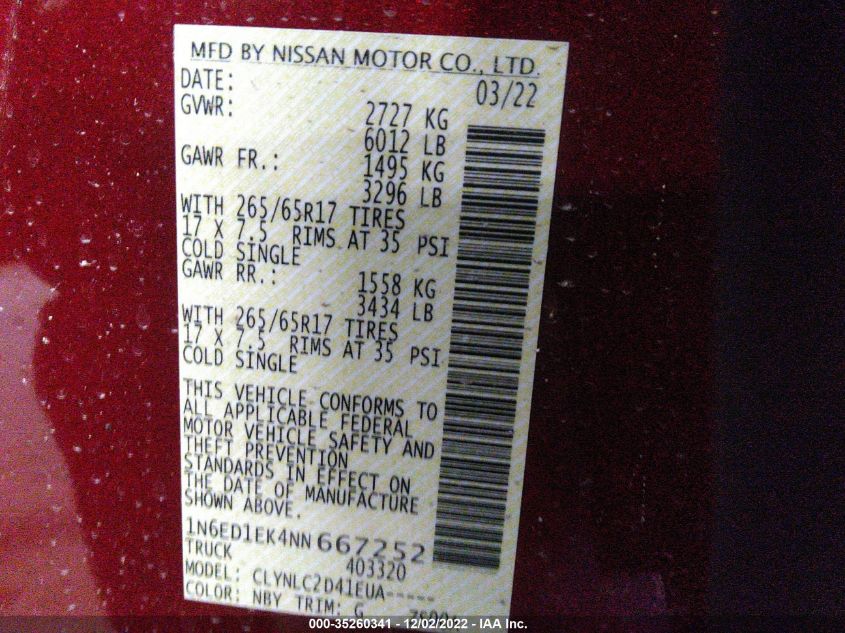 MFD BY NISSAN MOTOR CO., LTD.
DATE: 03/22
GVWR: 2727 KG
6012 LB
GAWR FR.: 1495 KG
3296 LB
WITH 265/65R17 TIRES
17 X 7.5 RIMS AT 35 PSI
COLD SINGLE
GAWR RR.: 1558 KG
3434 LB
WITH 265/65R17 TIRES
17 X 7.5 RIMS AT 35 PSI
COLD SINGLE
THIS VEHICLE CONFORMS TO
ALL APPLICABLE FEDERAL
MOTOR VEHICLE SAFETY AND
THEFT PREVENTION
STANDARDS IN EFFECT ON
THE DATE OF MANUFACTURE
SHOWN ABOVE.
1N6ED1EK4NN667252
TRUCK 403320
MODEL: CLYNLC2D41EUA-----
COLOR: NBY TRIM: G
000-35260341 - 12/02/2022 - IAA Inc.